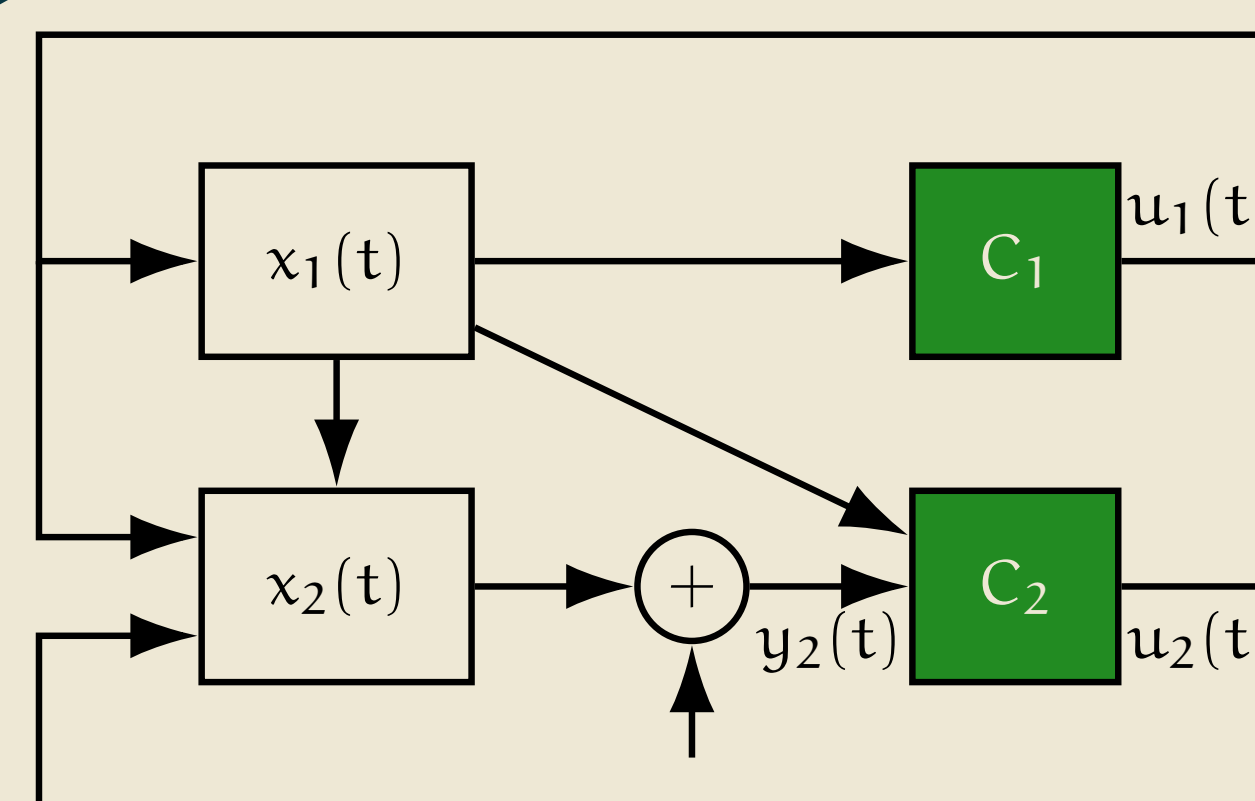 x₁(t)
C₁
u₁(t
x₂(t)
+
y₂(t)
C₂
u₂(t